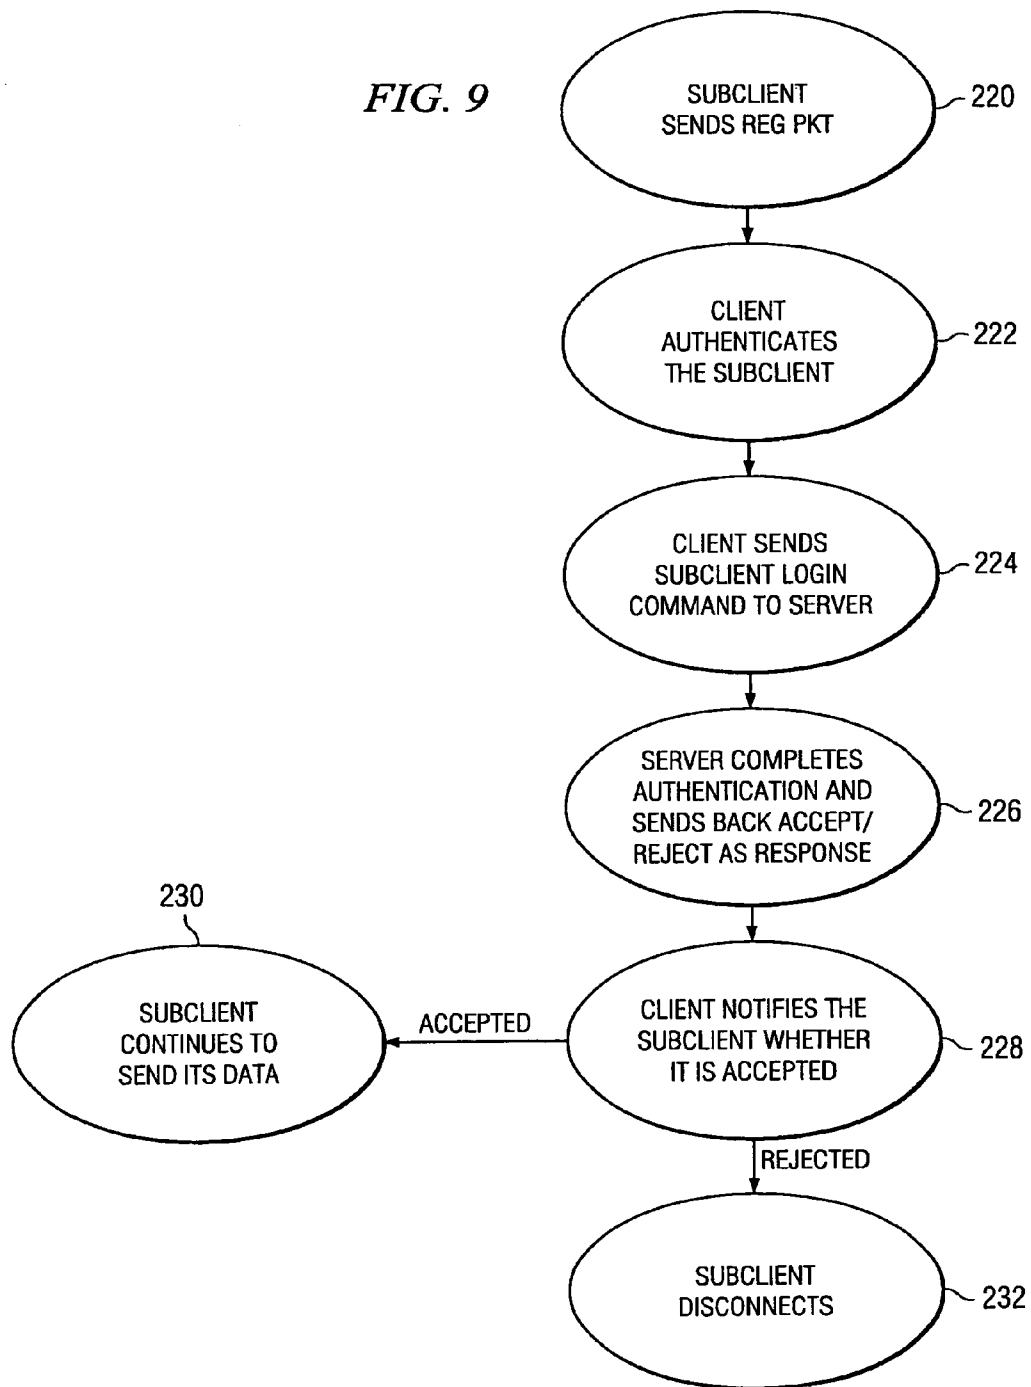 FIG. 9
SUBCLIENT
SENDS REG PKT
220
CLIENT
AUTHENTICATES
THE SUBCLIENT
222
CLIENT SENDS
SUBCLIENT LOGIN
COMMAND TO SERVER
224
SERVER COMPLETES
AUTHENTICATION AND
SENDS BACK ACCEPT/
REJECT AS RESPONSE
226
230
SUBCLIENT
CONTINUES TO
SEND ITS DATA
ACCEPTED
CLIENT NOTIFIES THE
SUBCLIENT WHETHER
IT IS ACCEPTED
228
REJECTED
SUBCLIENT
DISCONNECTS
232